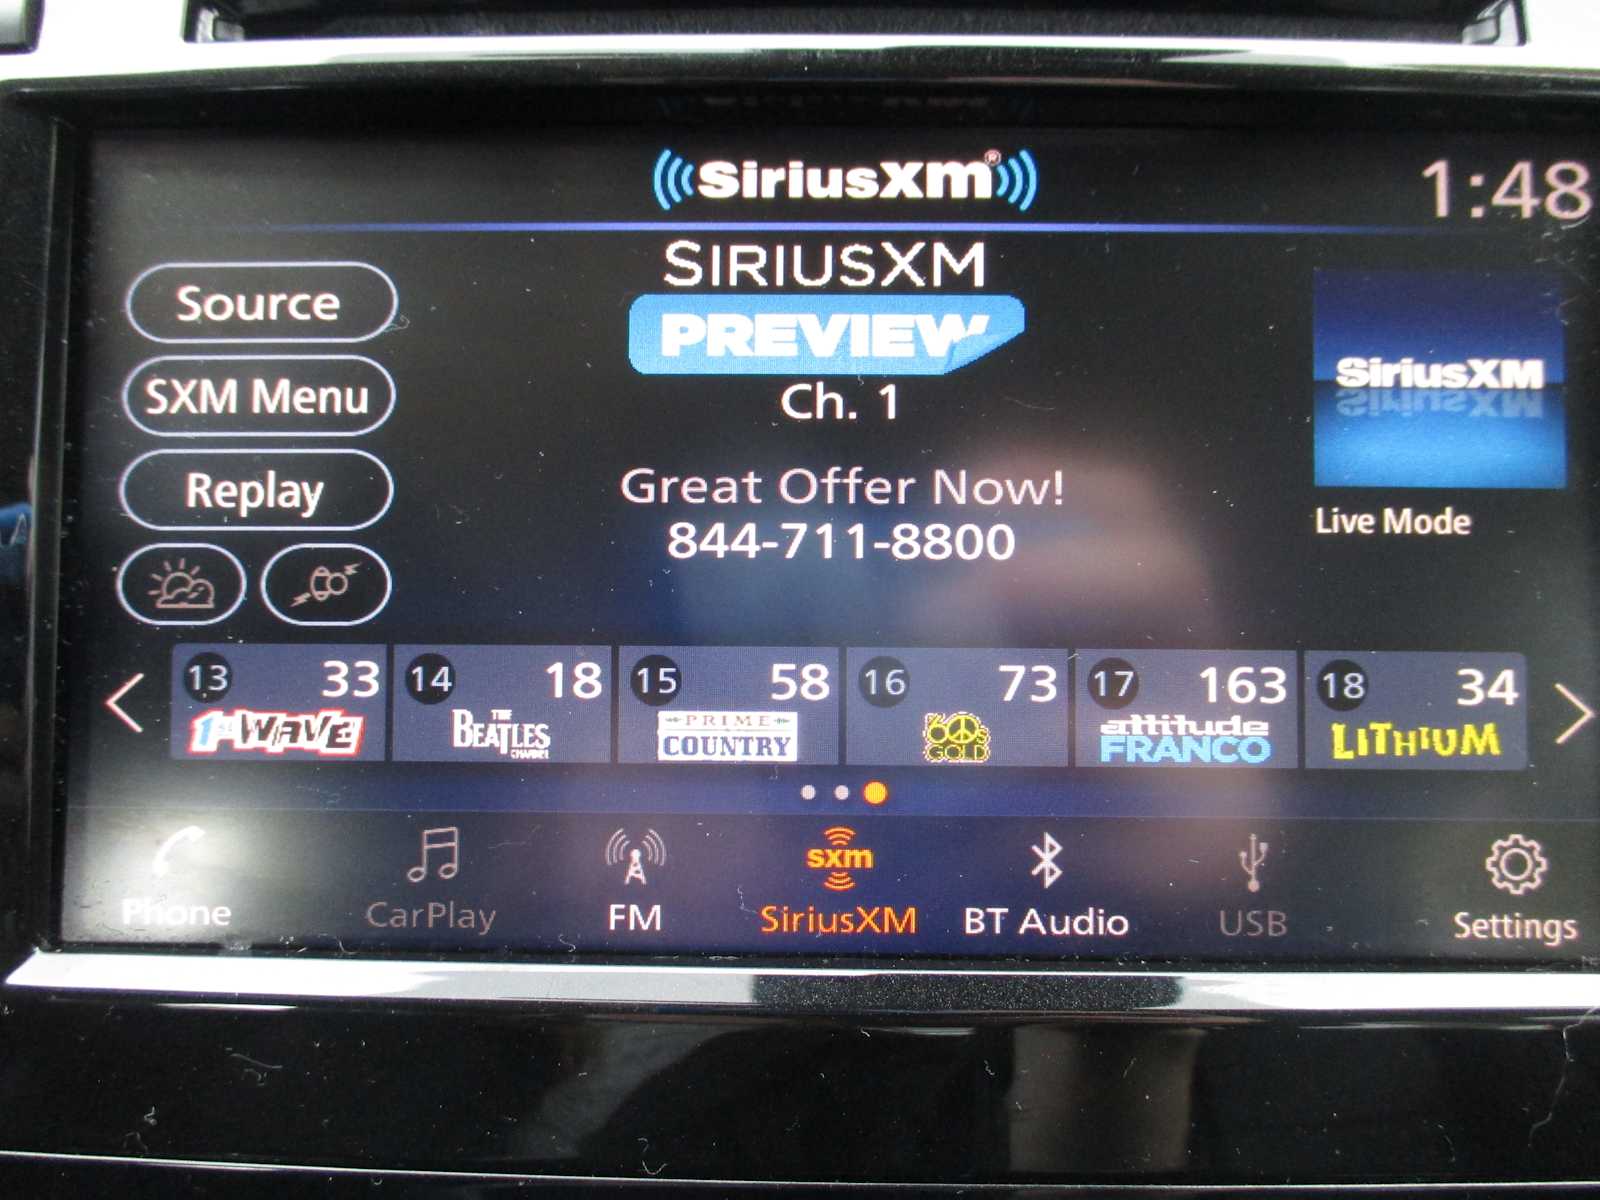 SiriusXM®
1:48
SIRIUSXM
PREVIEW
Ch. 1
Great Offer Now!
844-711-8800
Source
SXM Menu
Replay
SiriusXM
Live Mode
13 33
1st WAVE
14 18
THE BEATLES CHANNEL
15 58
PRIME COUNTRY
16 73
60s GOLD
17 163
attitude FRANCO
18 34
LITHIUM
sxm
Phone
CarPlay
FM
SiriusXM
BT Audio
USB
Settings